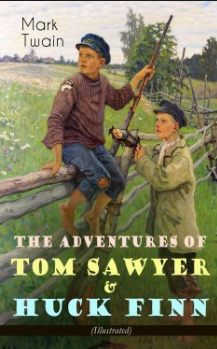 Mark
Twain
THE ADVENTURES OF
TOM SAWYER
&
HUCK FINN
(Illustrated)